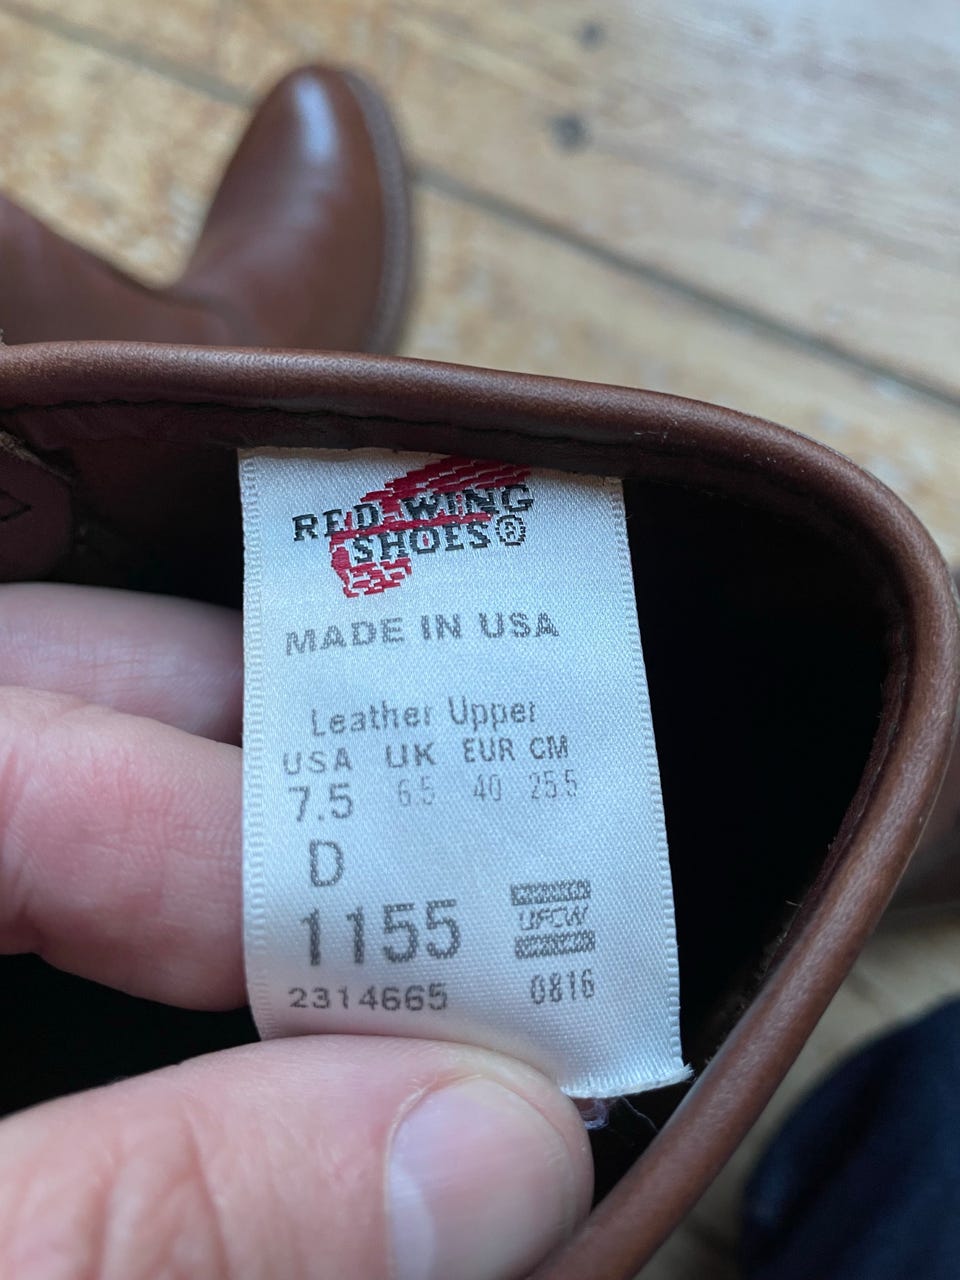 RED WING
SHOES®
MADE IN USA
Leather Upper
USA UK EUR CM
7.5 6.5 40 25.5
D
1155
UFCW
2314665 0816